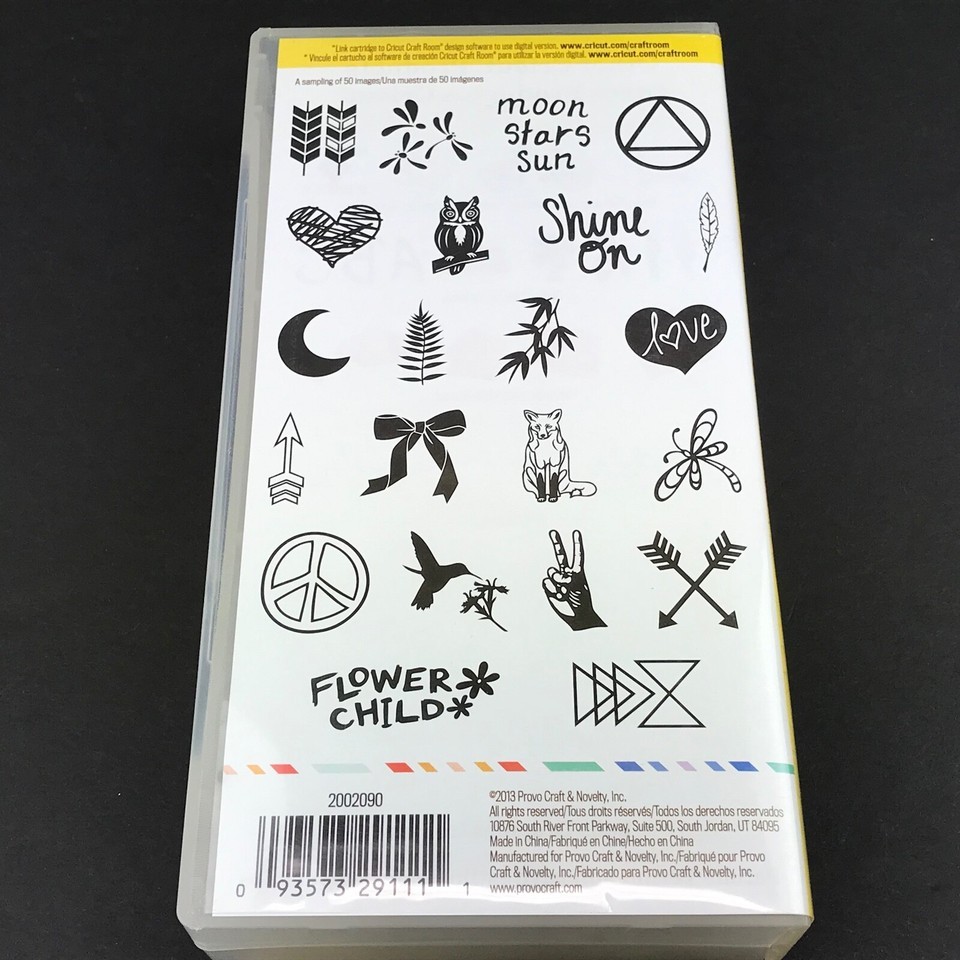 "Link cartridge to Cricut Craft Room" design software to use digital version. www.cricut.com/craftroom
* Vincule el cartucho al software de creación Cricut Craft Room" para utilizar la versión digital. www.cricut.com/craftroom
A sampling of 50 images/Una muestra de 50 imágenes
moon
stars
sun
Shine
On
love
FLOWER
CHILD
2002090
0 93573 29111 1
©2013 Provo Craft & Novelty, Inc.
All rights reserved/Tous droits réservés/Todos los derechos reservados
10876 South River Front Parkway, Suite 500, South Jordan, UT 84095
Made in China/Fabriqué en Chine/Hecho en China
Manufactured for Provo Craft & Novelty, Inc./Fabriqué pour Provo
Craft & Novelty, Inc./Fabricado para Provo Craft & Novelty, Inc.
www.provocraft.com